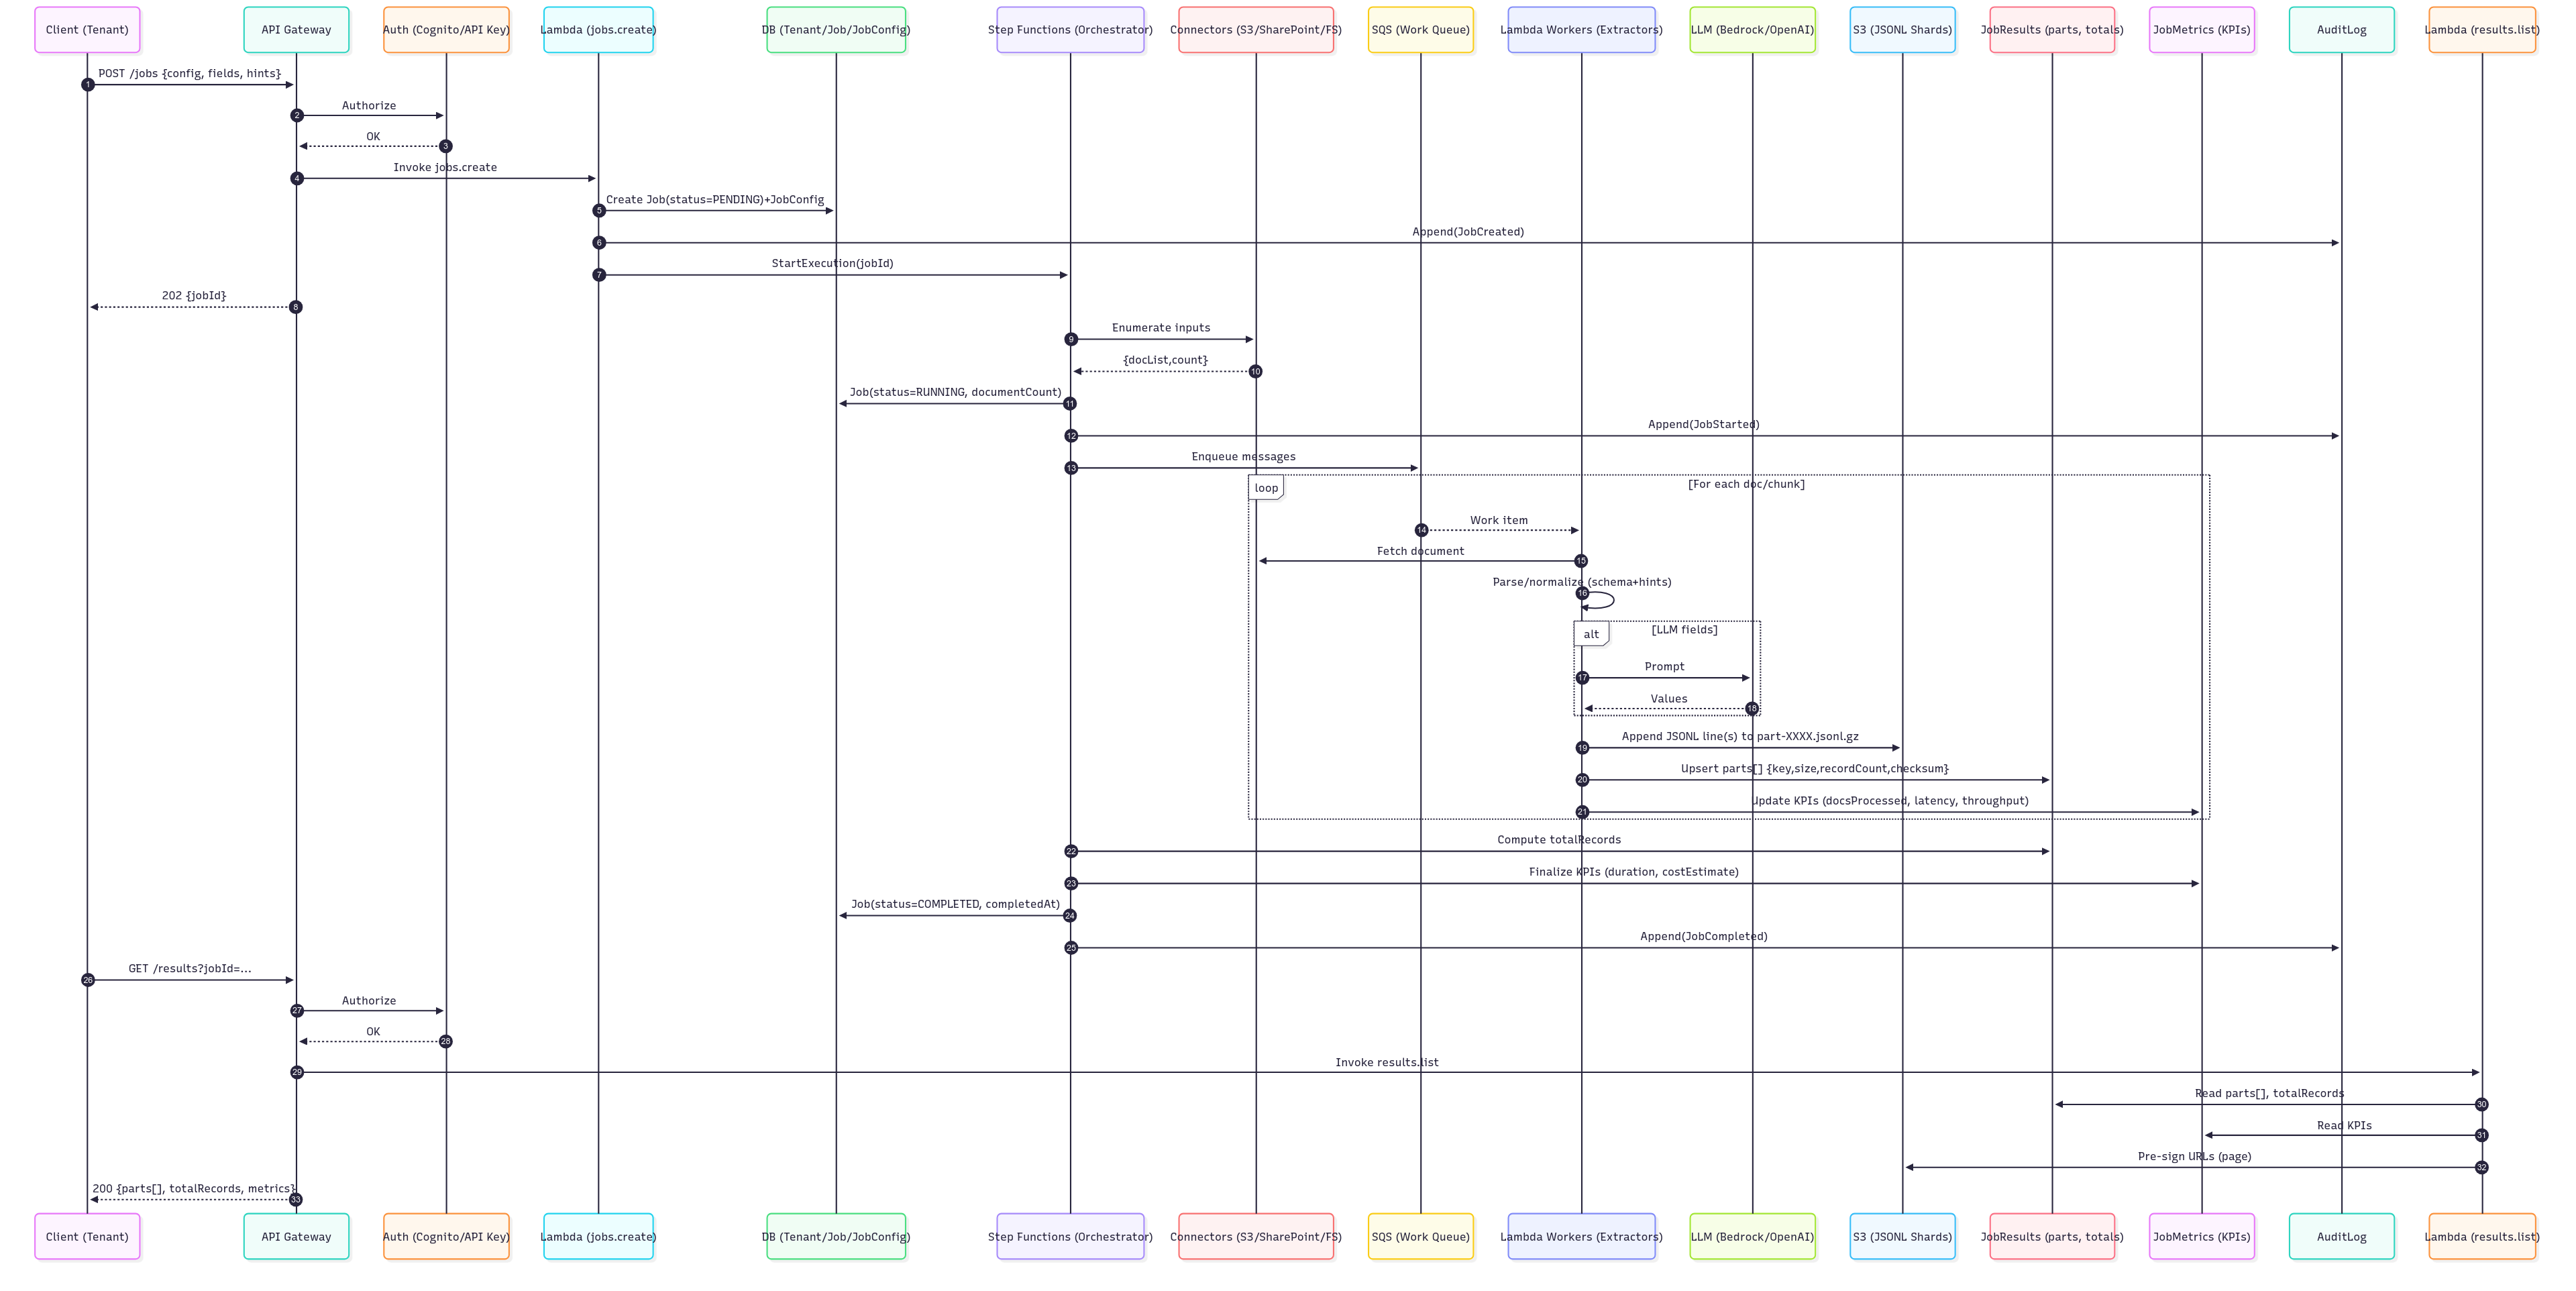 Client (Tenant)
API Gateway
Auth (Cognito/API Key)
Lambda (jobs.create)
DB (Tenant/Job/JobConfig)
Step Functions (Orchestrator)
Connectors (S3/SharePoint/FS)
SQS (Work Queue)
Lambda Workers (Extractors)
LLM (Bedrock/OpenAI)
S3 (JSONL Shards)
JobResults (parts, totals)
JobMetrics (KPIs)
AuditLog
Lambda (results.list)
POST /jobs {config, fields, hints}
1
Authorize
2
OK
3
Invoke jobs.create
4
Create Job(status=PENDING)+JobConfig
5
Append(JobCreated)
6
StartExecution(jobId)
7
202 {jobId}
8
Enumerate inputs
9
{docList,count}
10
Job(status=RUNNING, documentCount)
11
Append(JobStarted)
12
Enqueue messages
13
loop
[For each doc/chunk]
Work item
14
Fetch document
15
Parse/normalize (schema+hints)
16
alt
[LLM fields]
Prompt
17
Values
18
Append JSONL line(s) to part-XXXX.jsonl.gz
19
Upsert parts[] {key,size,recordCount,checksum}
20
Update KPIs (docsProcessed, latency, throughput)
21
Compute totalRecords
22
Finalize KPIs (duration, costEstimate)
23
Job(status=COMPLETED, completedAt)
24
Append(JobCompleted)
25
GET /results?jobId=...
26
Authorize
27
OK
28
Invoke results.list
29
Read parts[], totalRecords
30
Read KPIs
31
Pre-sign URLs (page)
32
200 {parts[], totalRecords, metrics}
33
Client (Tenant)
API Gateway
Auth (Cognito/API Key)
Lambda (jobs.create)
DB (Tenant/Job/JobConfig)
Step Functions (Orchestrator)
Connectors (S3/SharePoint/FS)
SQS (Work Queue)
Lambda Workers (Extractors)
LLM (Bedrock/OpenAI)
S3 (JSONL Shards)
JobResults (parts, totals)
JobMetrics (KPIs)
AuditLog
Lambda (results.list)